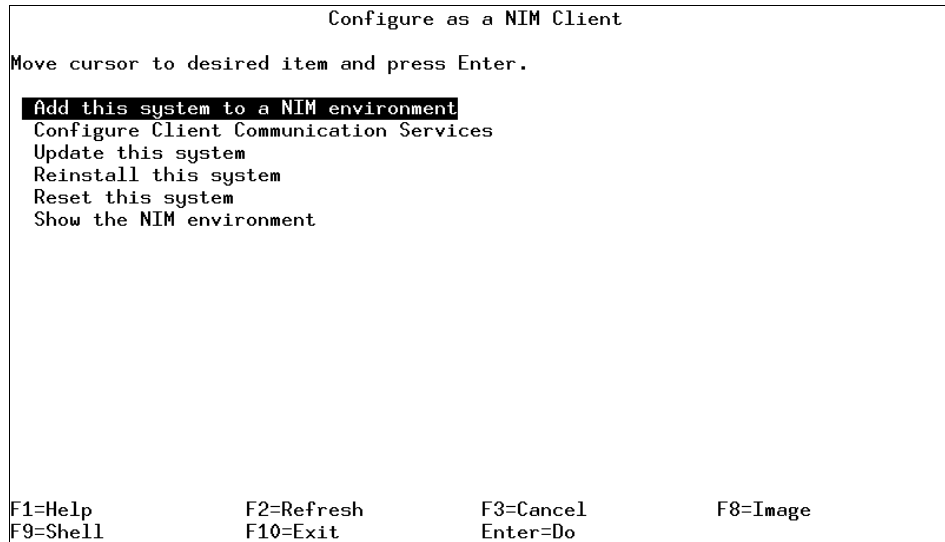 Configure as a NIM Client
Move cursor to desired item and press Enter.
Add this system to a NIM environment
Configure Client Communication Services
Update this system
Reinstall this system
Reset this system
Show the NIM environment
F1=Help F2=Refresh F3=Cancel F8=Image
F9=Shell F10=Exit Enter=Do